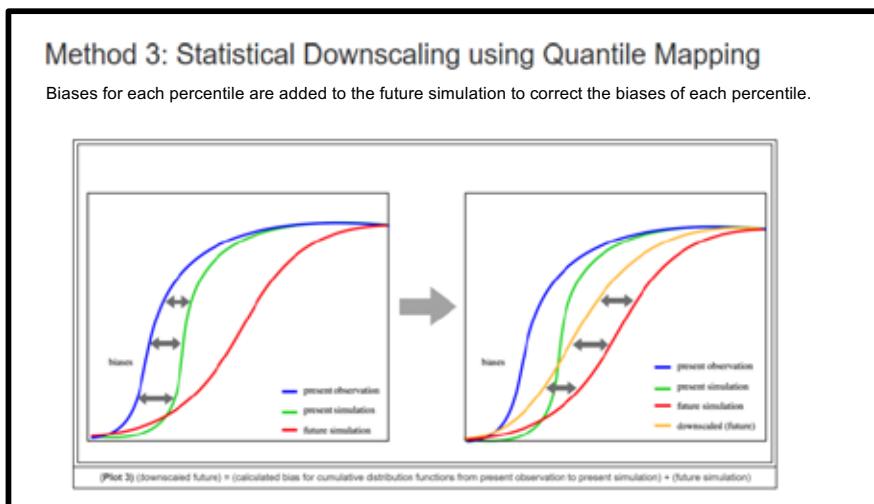 Method 3: Statistical Downscaling using Quantile Mapping
Biases for each percentile are added to the future simulation to correct the biases of each percentile.
biases
present observation
present simulation
future simulation
biases
present observation
present simulation
future simulation
downscaled (future)
(Plot 3) (downscaled future) = (calculated bias for cumulative distribution functions from present observation to present simulation) + (future simulation)